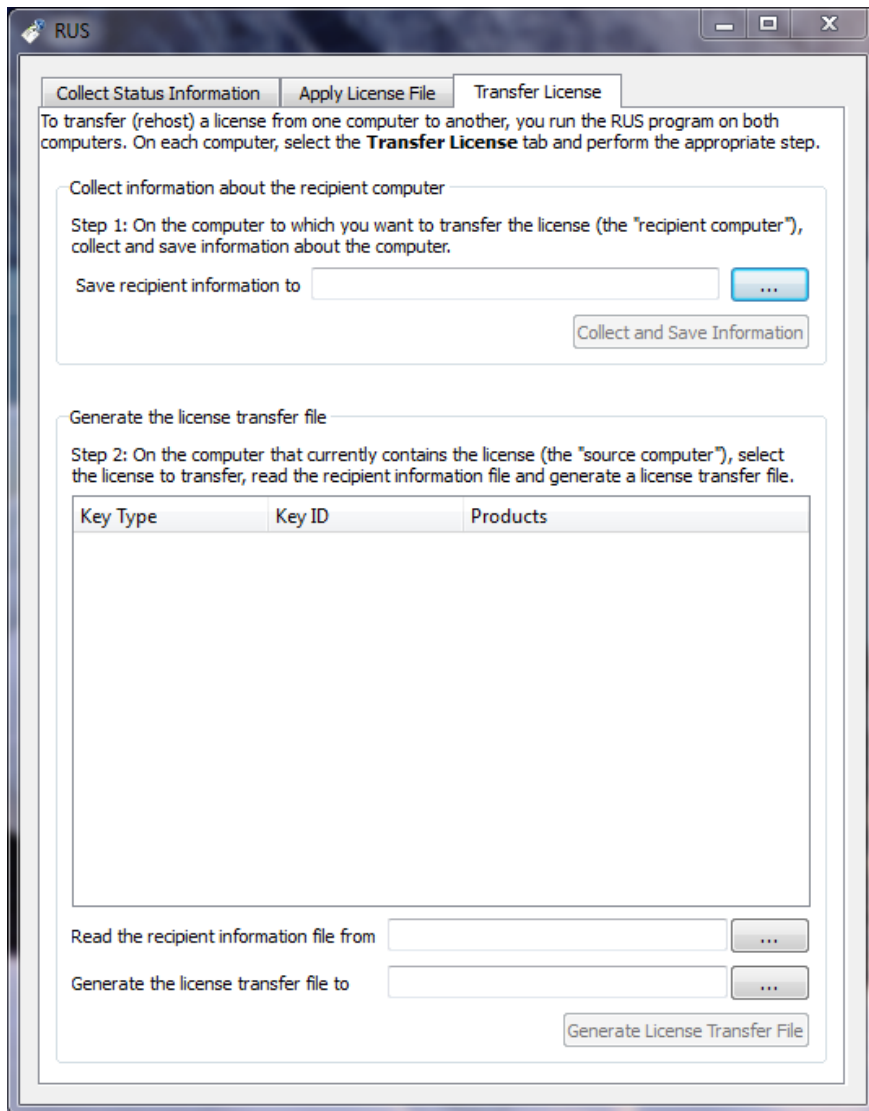 RUS
Collect Status Information
Apply License File
Transfer License
To transfer (rehost) a license from one computer to another, you run the RUS program on both
computers. On each computer, select the Transfer License tab and perform the appropriate step.
Collect information about the recipient computer
Step 1: On the computer to which you want to transfer the license (the "recipient computer"),
collect and save information about the computer.
Save recipient information to
...
Collect and Save Information
Generate the license transfer file
Step 2: On the computer that currently contains the license (the "source computer"), select
the license to transfer, read the recipient information file and generate a license transfer file.
Key Type Key ID Products
Read the recipient information file from
...
Generate the license transfer file to
...
Generate License Transfer File